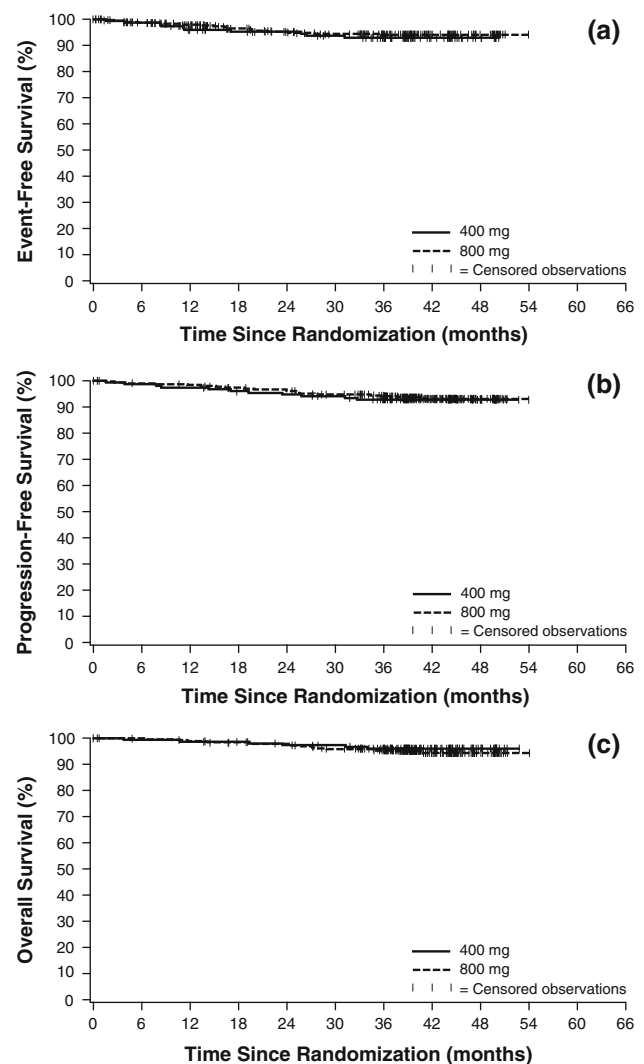 (a)
Event-Free Survival (%)
100
90
80
70
60
50
40
30
20
10
0
400 mg
800 mg
= Censored observations
0 6 12 18 24 30 36 42 48 54 60 66
Time Since Randomization (months)
(b)
Progression-Free Survival (%)
100
90
80
70
60
50
40
30
20
10
0
400 mg
800 mg
= Censored observations
0 6 12 18 24 30 36 42 48 54 60 66
Time Since Randomization (months)
(c)
Overall Survival (%)
100
90
80
70
60
50
40
30
20
10
0
400 mg
800 mg
= Censored observations
0 6 12 18 24 30 36 42 48 54 60 66
Time Since Randomization (months)